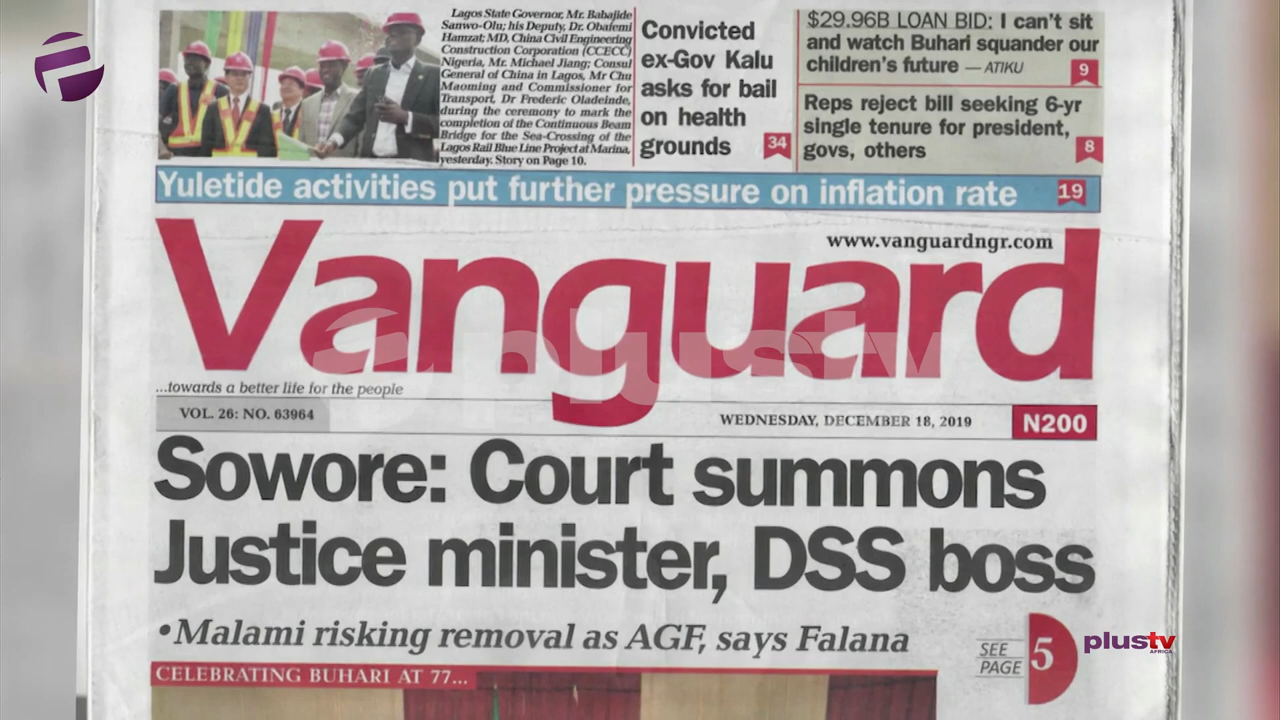 Lagos State Governor, Mr. Babajide
Sanwo-Olu; his Deputy, Dr. Obafemi
Hamzat; MD, China Civil Engineering
Construction Corporation (CCECC)
Nigeria, Mr. Michael Jiang; Consul
General of China in Lagos, Mr Chu
Maoming and Commissioner for
Transport, Dr Frederic Oladeinde,
during the ceremony to mark the
completion of the Continuous Beam
Bridge for the Sea-Crossing of the
Lagos Rail Blue Line Project at Marina,
yesterday. Story on Page 10.
Convicted
ex-Gov Kalu
asks for bail
on health
grounds 34
$29.96B LOAN BID: I can't sit
and watch Buhari squander our
children's future — ATIKU 9
Reps reject bill seeking 6-yr
single tenure for president,
govs, others 8
Yuletide activities put further pressure on inflation rate 19
www.vanguardngr.com
Vanguard
plustv
...towards a better life for the people
VOL. 26: NO. 63964 WEDNESDAY, DECEMBER 18, 2019 N200
Sowore: Court summons
Justice minister, DSS boss
•Malami risking removal as AGF, says Falana
SEE
PAGE 5
plustv
AFRICA
CELEBRATING BUHARI AT 77...